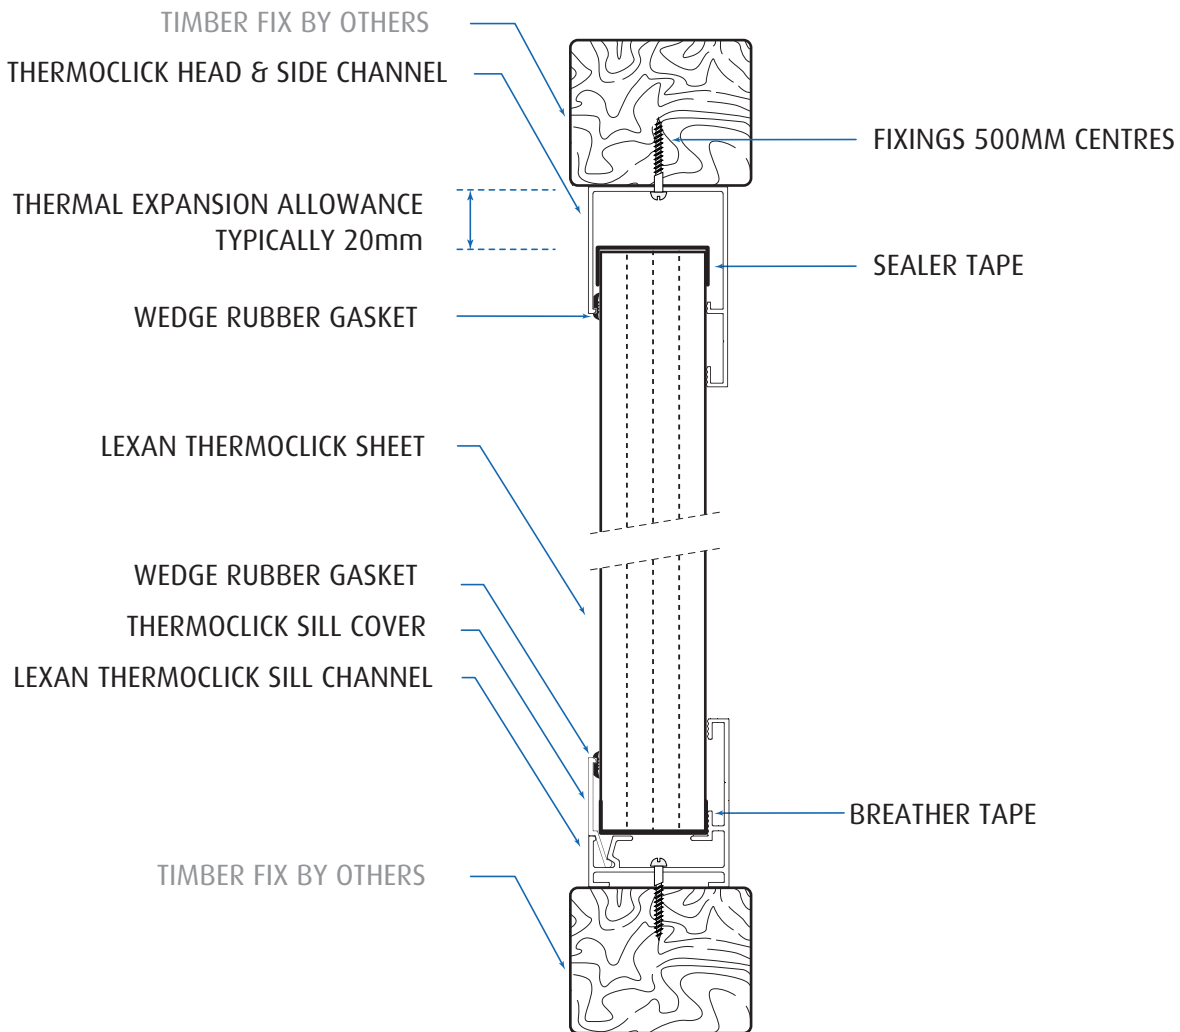 TIMBER FIX BY OTHERS
THERMOCLICK HEAD & SIDE CHANNEL
FIXINGS 500MM CENTRES
THERMAL EXPANSION ALLOWANCE
TYPICALLY 20mm
SEALER TAPE
WEDGE RUBBER GASKET
LEXAN THERMOCLICK SHEET
WEDGE RUBBER GASKET
THERMOCLICK SILL COVER
LEXAN THERMOCLICK SILL CHANNEL
BREATHER TAPE
TIMBER FIX BY OTHERS